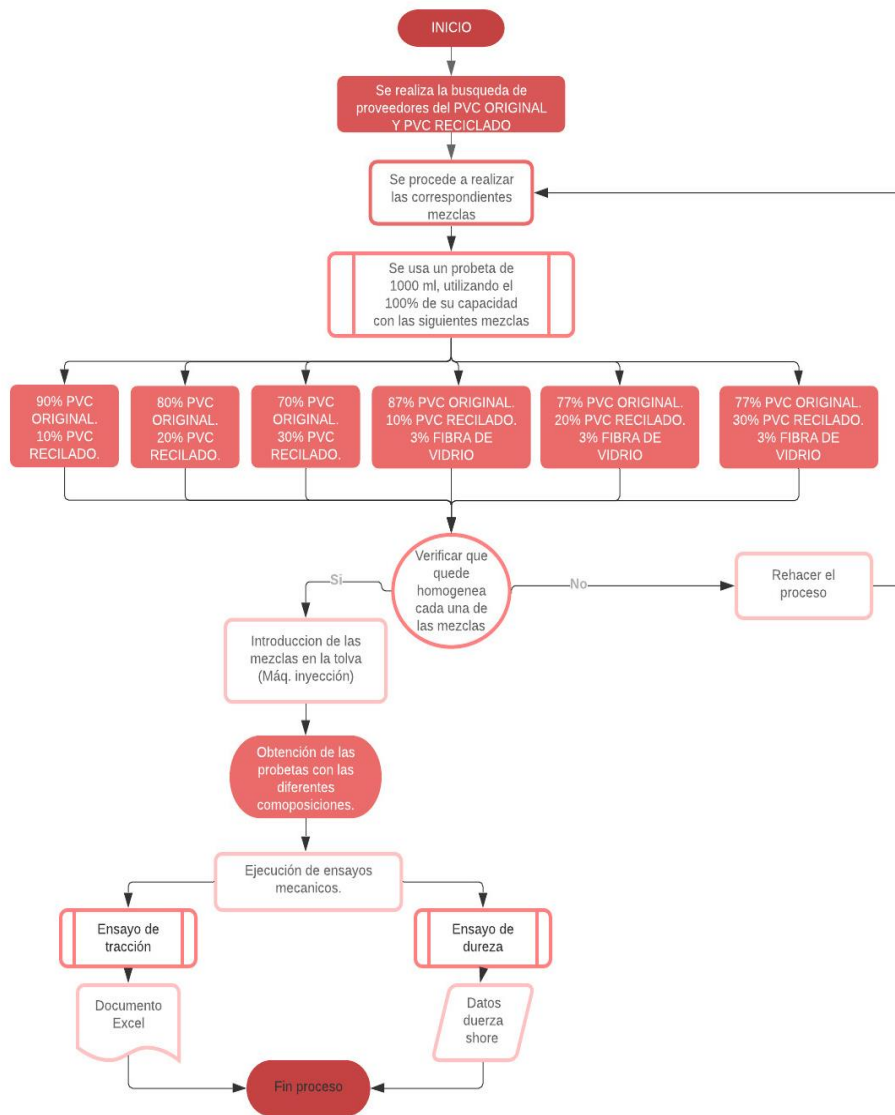 INICIO
Se realiza la busqueda de
proveedores del PVC ORIGINAL
Y PVC RECICLADO
Se procede a realizar
las correspondientes
mezclas
Se usa un probeta de
1000 ml, utilizando el
100% de su capacidad
con las siguientes mezclas
90% PVC
ORIGINAL.
10% PVC
RECILADO.
80% PVC
ORIGINAL.
20% PVC
RECILADO.
70% PVC
ORIGINAL.
30% PVC
RECILADO.
87% PVC ORIGINAL.
10% PVC RECILADO.
3% FIBRA DE
VIDRIO
77% PVC ORIGINAL.
20% PVC RECILADO.
3% FIBRA DE
VIDRIO
77% PVC ORIGINAL.
30% PVC RECILADO.
3% FIBRA DE
VIDRIO
Verificar que
quede
homogenea
cada una de
las mezclas
Si
No
Rehacer el
proceso
Introduccion de las
mezclas en la tolva
(Máq. inyección)
Obtención de las
probetas con las
diferentes
comoposiciones.
Ejecución de ensayos
mecanicos.
Ensayo de
tracción
Ensayo de
dureza
Documento
Excel
Datos
duerza
shore
Fin proceso